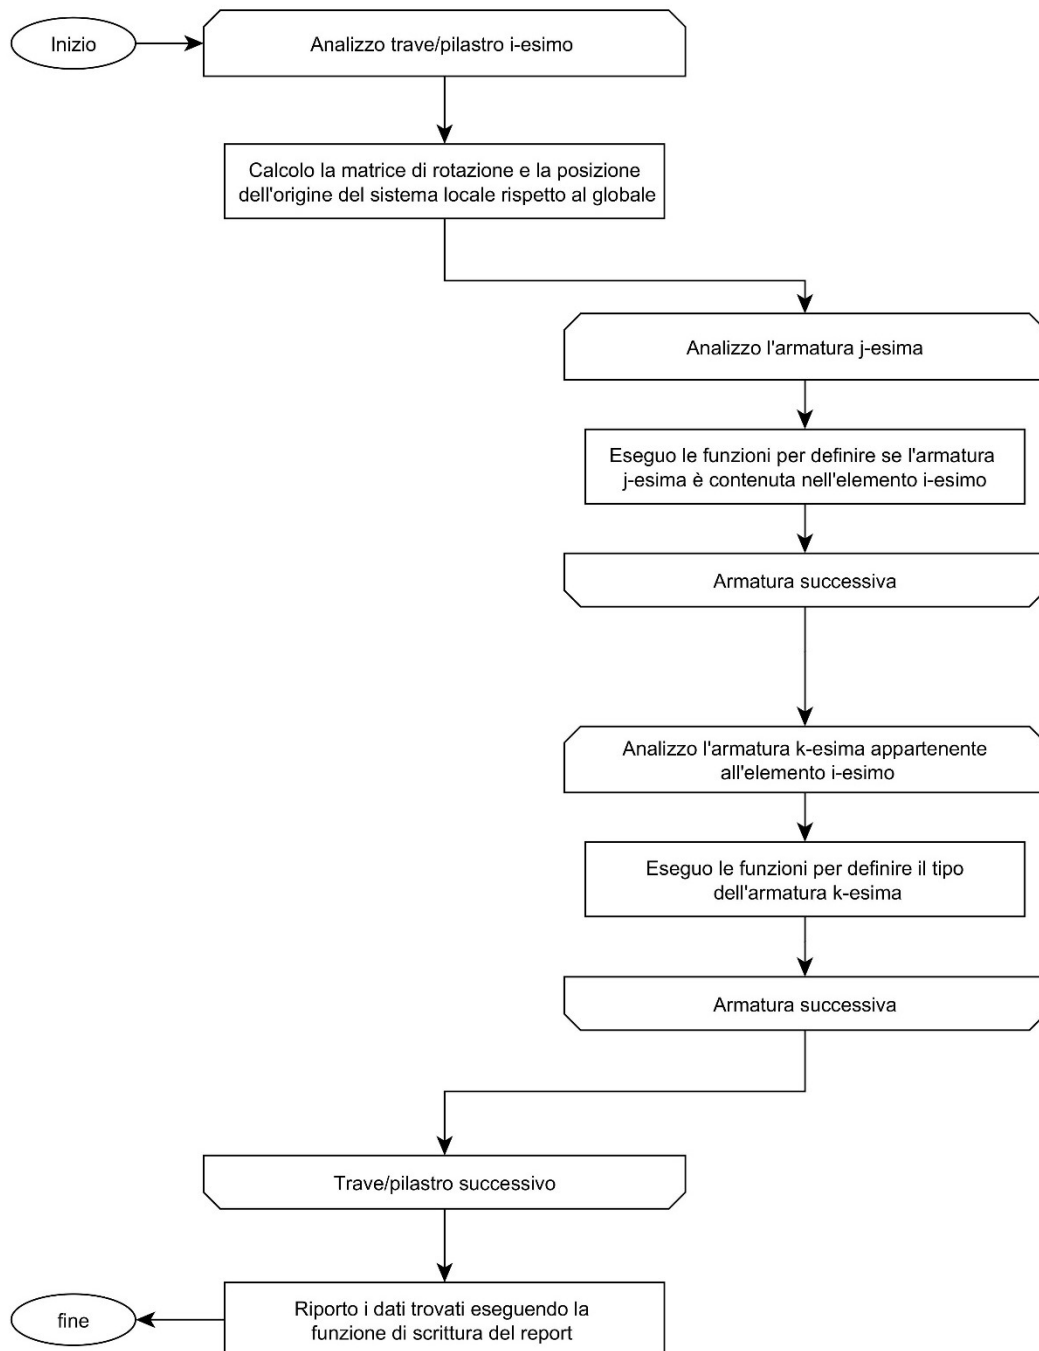 Inizio
Analizzo trave/pilastro i-esimo
Calcolo la matrice di rotazione e la posizione
dell'origine del sistema locale rispetto al globale
Analizzo l'armatura j-esima
Eseguo le funzioni per definire se l'armatura
j-esima è contenuta nell'elemento i-esimo
Armatura successiva
Analizzo l'armatura k-esima appartenente
all'elemento i-esimo
Eseguo le funzioni per definire il tipo
dell'armatura k-esima
Armatura successiva
Trave/pilastro successivo
Riporto i dati trovati eseguendo la
funzione di scrittura del report
fine